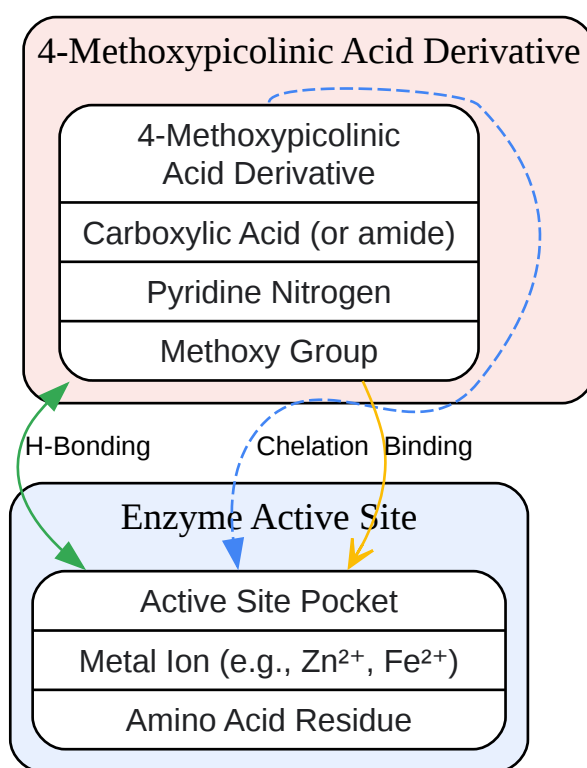 4-Methoxypicolinic Acid Derivative
4-Methoxypicolinic
Acid Derivative
Carboxylic Acid (or amide)
Pyridine Nitrogen
Methoxy Group
H-Bonding
Chelation
Binding
Enzyme Active Site
Active Site Pocket
Metal Ion (e.g., Zn²⁺, Fe²⁺)
Amino Acid Residue